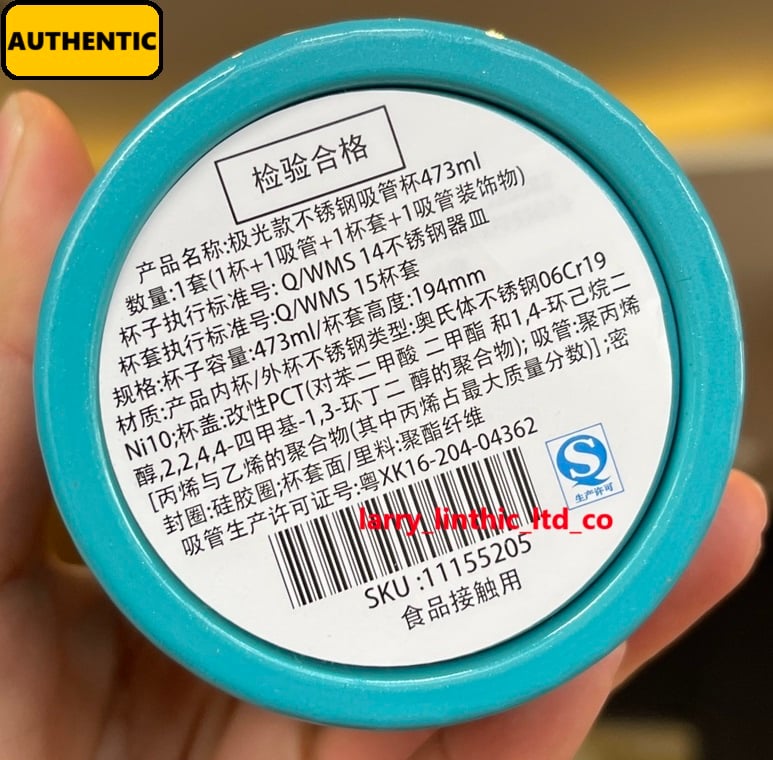 AUTHENTIC
检验合格
产品名称:极光款不锈钢吸管杯473ml
数量:1套(1杯+1吸管+1杯套+1吸管装饰物)
杯子执行标准号: Q/WMS 14不锈钢器皿
杯套执行标准号:Q/WMS 15杯套
规格:杯子容量:473ml/杯套高度:194mm
材质:产品内杯/外杯不锈钢类型:奥氏体不锈钢06Cr19
Ni10;杯盖:改性PCT(对苯二甲酸 二甲酯 和1,4-环己烷二
醇,2,2,4,4-四甲基-1,3-环丁二 醇的聚合物); 吸管:聚丙烯
[丙烯与乙烯的聚合物(其中丙烯占最大质量分数)] ;密
封圈:硅胶圈;杯套面/里料:聚酯纤维
吸管生产许可证号:粤XK16-204-04362
生产许可
larry_linthic_ltd_co
SKU :11155205
食品接触用